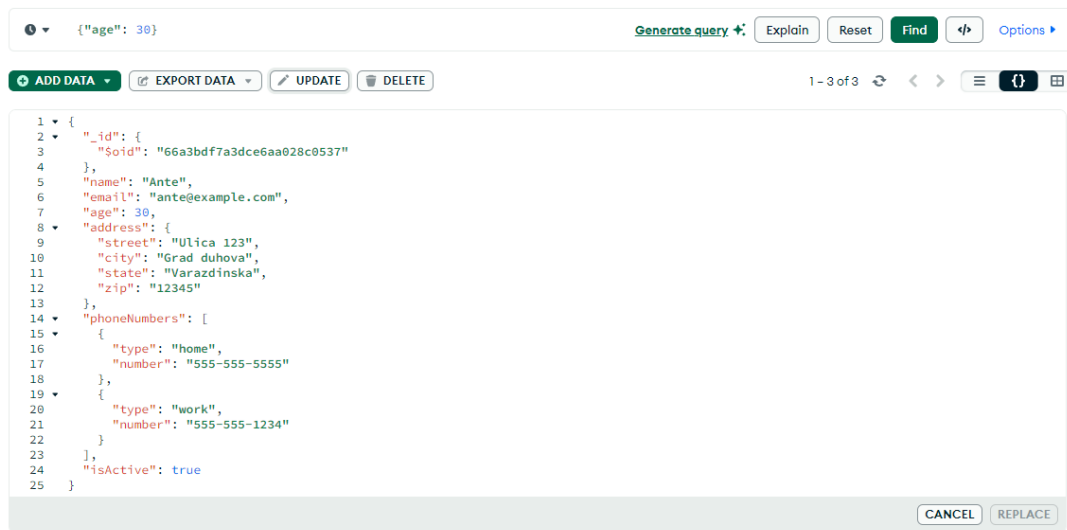 {"age": 30}
Generate query
Explain
Reset
Find
</>
Options
ADD DATA
EXPORT DATA
UPDATE
DELETE
1 – 3 of 3
{}
1 {
2 "_id": {
3 "$oid": "66a3bdf7a3dce6aa028c0537"
4 },
5 "name": "Ante",
6 "email": "ante@example.com",
7 "age": 30,
8 "address": {
9 "street": "Ulica 123",
10 "city": "Grad duhova",
11 "state": "Varazdinska",
12 "zip": "12345"
13 },
14 "phoneNumbers": [
15 {
16 "type": "home",
17 "number": "555-555-5555"
18 },
19 {
20 "type": "work",
21 "number": "555-555-1234"
22 }
23 ],
24 "isActive": true
25 }
CANCEL
REPLACE